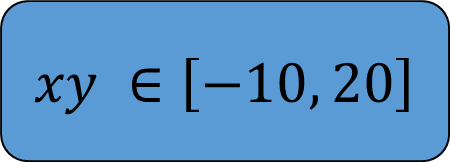 xy ∈ [−10, 20]